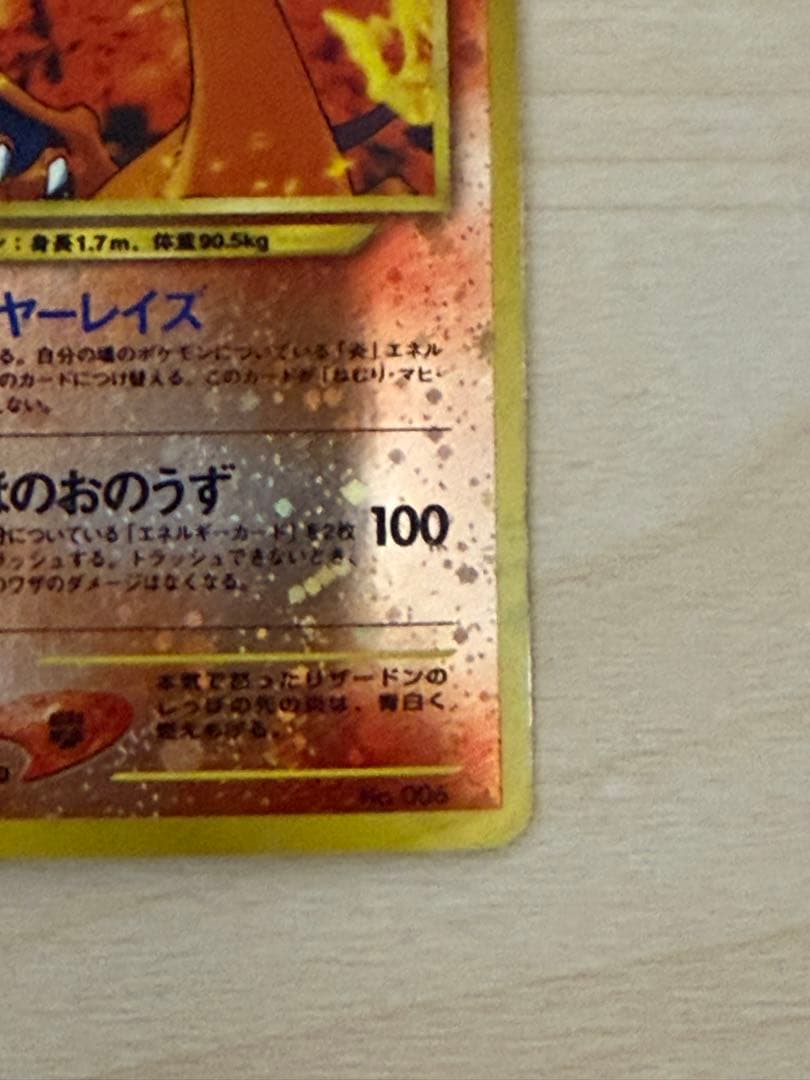 ン：身長1.7m、体重90.5kg
ヤーレイズ
る。自分の場のポケモンについている「炎」エネル
のカードにつけ替える。このカードが「ねむり・マヒ・
しない。
ほのおのうず
分についている「エネルギーカード」を2枚
ラッシュする。トラッシュできないとき、
のワザのダメージはなくなる。
100
本気で怒ったリザードンの
しっぽの先の炎は、青白く
燃えあがる。
No. 006